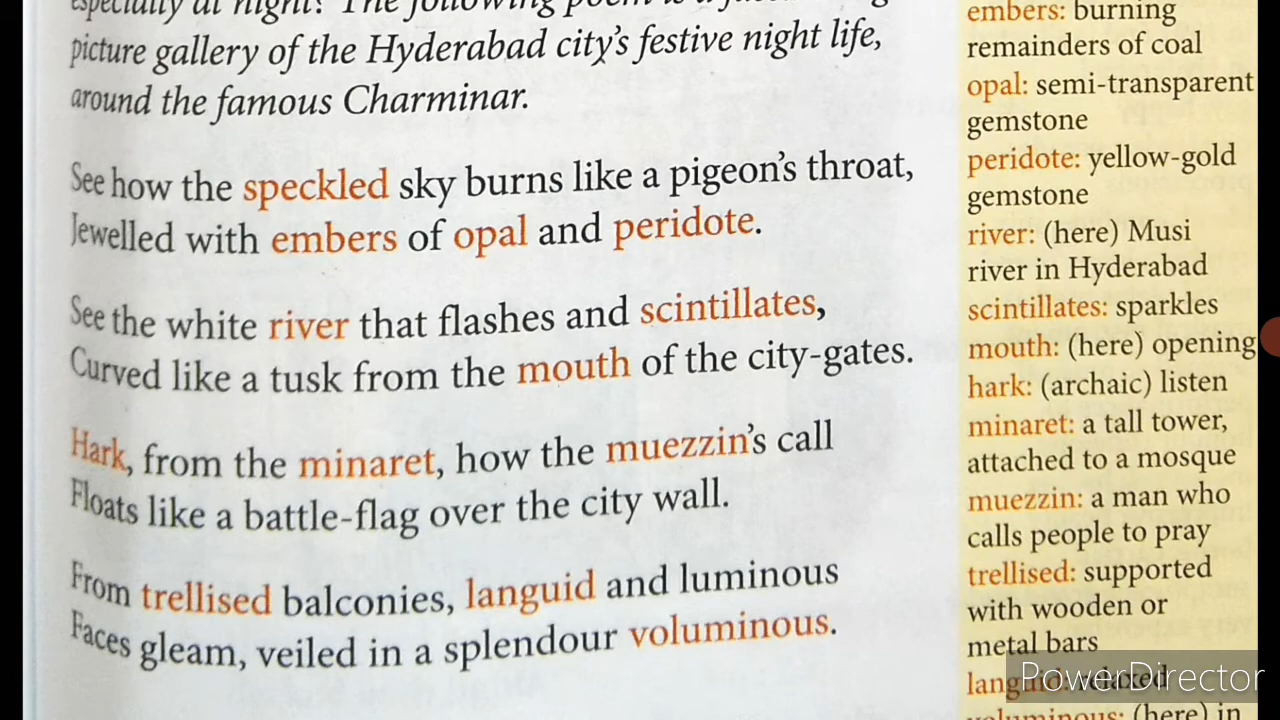 especially at night! The following poem is a
picture gallery of the Hyderabad city's festive night life,
around the famous Charminar.
See how the speckled sky burns like a pigeon's throat,
Jewelled with embers of opal and peridote.
See the white river that flashes and scintillates,
Curved like a tusk from the mouth of the city-gates.
Hark, from the minaret, how the muezzin's call
Floats like a battle-flag over the city wall.
From trellised balconies, languid and luminous
Faces gleam, veiled in a splendour voluminous.
embers: burning
remainders of coal
opal: semi-transparent
gemstone
peridote: yellow-gold
gemstone
river: (here) Musi
river in Hyderabad
scintillates: sparkles
mouth: (here) opening
hark: (archaic) listen
minaret: a tall tower,
attached to a mosque
muezzin: a man who
calls people to pray
trellised: supported
with wooden or
metal bars
languid: relaxed
voluminous: (here) in
PowerDirector